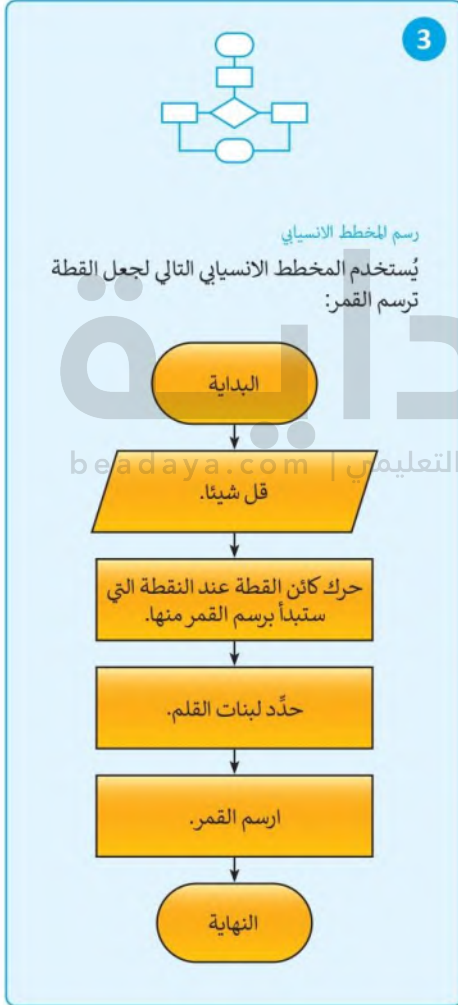 3
رسم المخطط الانسيابي
يُستخدم المخطط الانسيابي التالي لجعل القطة
ترسم القمر:
البداية
beadaya.com | التعليمي
قل شيئا.
حرك كائن القطة عند النقطة التي
ستبدأ برسم القمر منها.
حدِّد لبنات القلم.
ارسم القمر.
النهاية